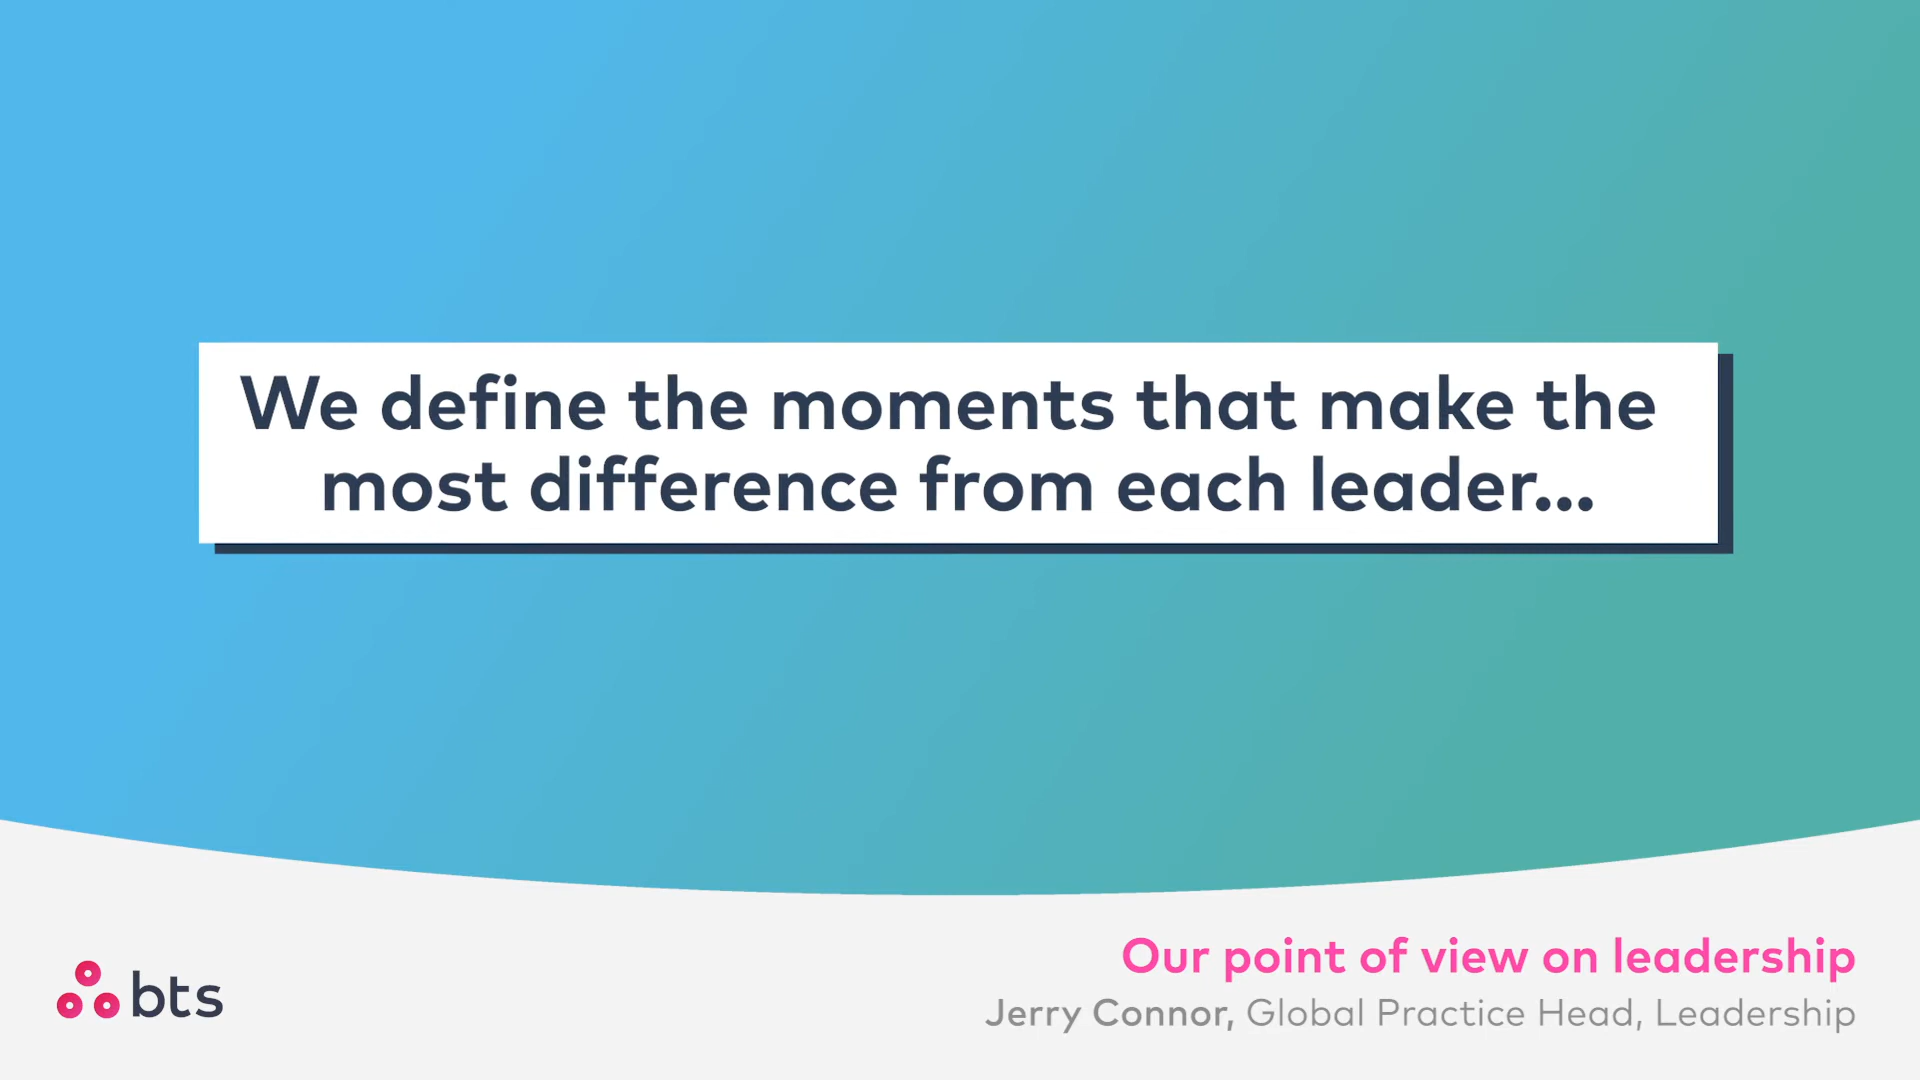 We define the moments that make the
most difference from each leader...
Our point of view on leadership
bts
Jerry Connor, Global Practice Head, Leadership